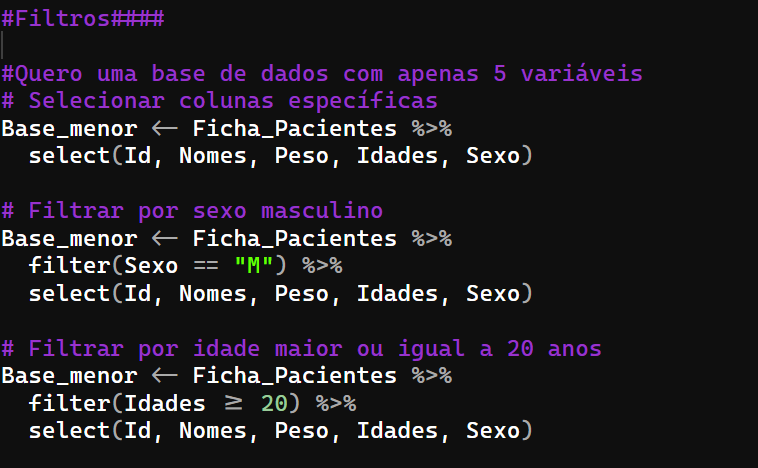 #Filtros####
#Quero uma base de dados com apenas 5 variáveis
# Selecionar colunas específicas
Base_menor <- Ficha_Pacientes %>%
  select(Id, Nomes, Peso, Idades, Sexo)
# Filtrar por sexo masculino
Base_menor <- Ficha_Pacientes %>%
  filter(Sexo == "M") %>%
  select(Id, Nomes, Peso, Idades, Sexo)
# Filtrar por idade maior ou igual a 20 anos
Base_menor <- Ficha_Pacientes %>%
  filter(Idades >= 20) %>%
  select(Id, Nomes, Peso, Idades, Sexo)